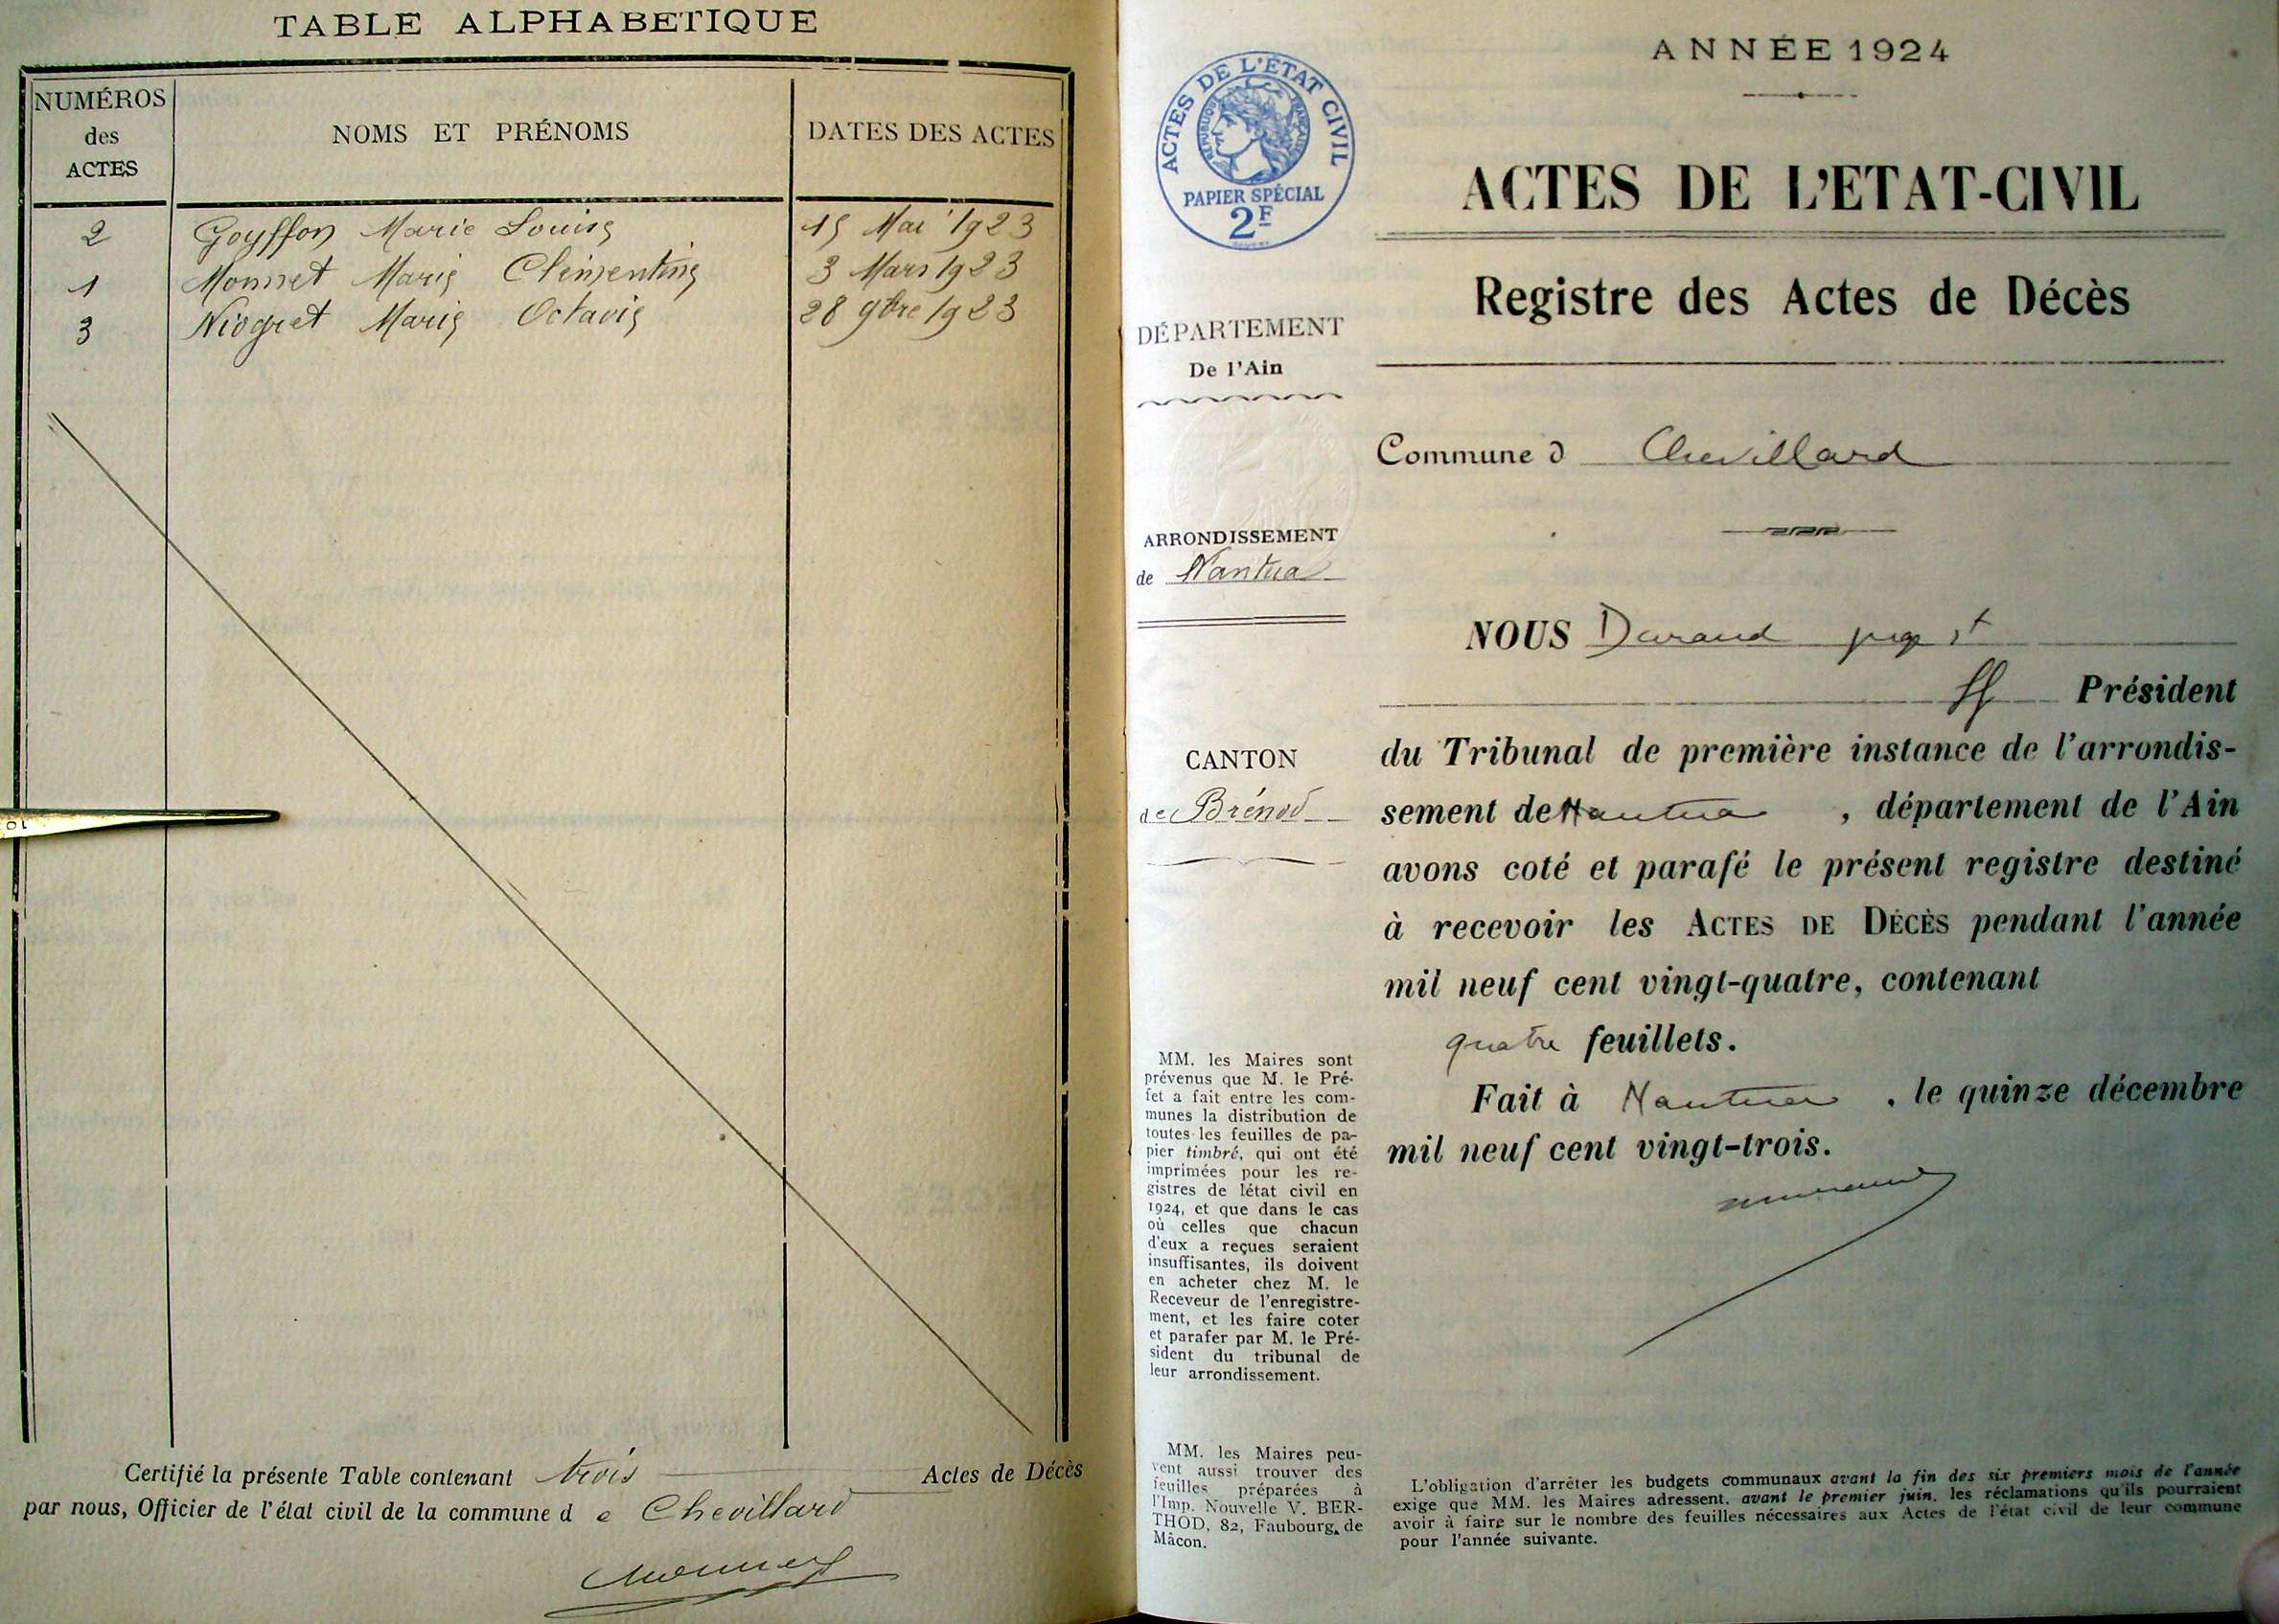 TABLE ALPHABETIQUE
NUMÉROS
des
ACTES
NOMS ET PRÉNOMS
DATES DES ACTES
2 Goyffon Marie Louise 15 Mai 1923
1 Monnet Marie Clémentine 3 Mars 1923
3 Niogret Marie Octavie 28 9bre 1923
10
Certifié la présente Table contenant trois Actes de Décès
par nous, Officier de l'état civil de la commune d e Chevillard
ACTES DE L'ÉTAT CIVIL
RÉPUBLIQUE FRANÇAISE
PAPIER SPÉCIAL
2F
DÉPARTEMENT
De l'Ain
ARRONDISSEMENT
de Nantua
CANTON
de Brénod
MM. les Maires sont
prévenus que M. le Pré-
fet a fait entre les com-
munes la distribution de
toutes les feuilles de pa-
pier timbré, qui ont été
imprimées pour les re-
gistres de l'état civil en
1924, et que dans le cas
où celles que chacun
d'eux a reçues seraient
insuffisantes, ils doivent
en acheter chez M. le
Receveur de l'enregistre-
ment, et les faire coter
et parafer par M. le Pré-
sident du tribunal de
leur arrondissement.
MM. les Maires peu-
vent aussi trouver des
feuilles préparées à
l'Imp. Nouvelle V. BER-
THOD, 82, Faubourg de
Mâcon.
ANNÉE 1924
ACTES DE L'ETAT-CIVIL
Registre des Actes de Décès
Commune d Chevillard
NOUS Durand juge st
ff Président
du Tribunal de première instance de l'arrondis-
sement de Nantua , département de l'Ain
avons coté et parafé le présent registre destiné
à recevoir les ACTES DE DÉCÈS pendant l'année
mil neuf cent vingt-quatre, contenant
quatre feuillets.
Fait à Nantua , le quinze décembre
mil neuf cent vingt-trois.
L'obligation d'arrêter les budgets communaux avant la fin des six premiers mois de l'année
exige que MM. les Maires adressent, avant le premier juin, les réclamations qu'ils pourraient
avoir à faire sur le nombre des feuilles nécessaires aux Actes de l'état civil de leur commune
pour l'année suivante.